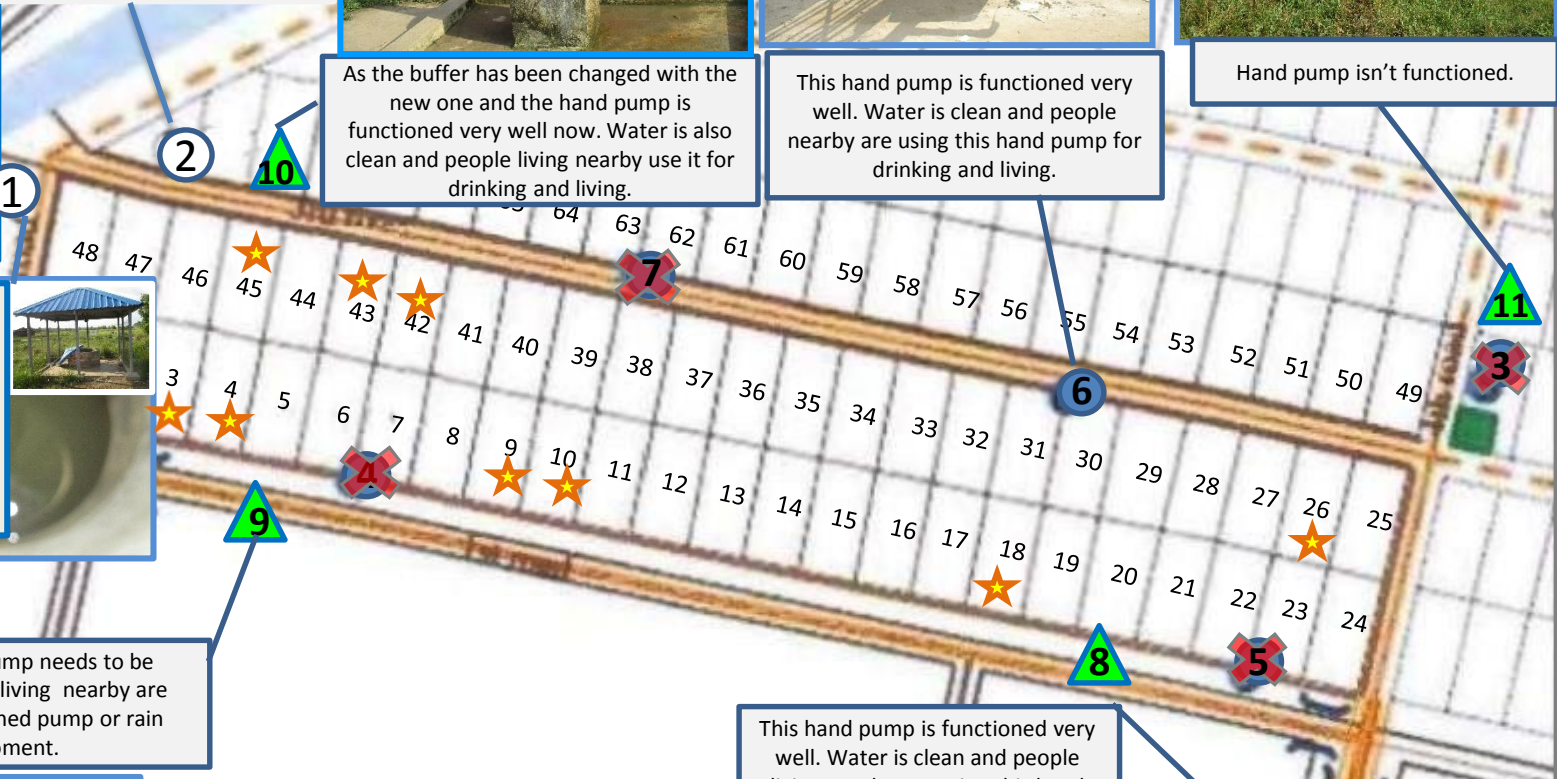 As the buffer has been changed with the
new one and the hand pump is
functioned very well now. Water is also
clean and people living nearby use it for
drinking and living.
This hand pump is functioned very
well. Water is clean and people
nearby are using this hand pump for
drinking and living.
Hand pump isn't functioned.
1
2
10
64 63 62 61 60 59 58 57 56 55 54 53 52 51 50 49
7
6
11
3
48 47 46 45 44 43 42 41 40 39 38 37 36 35 34 33 32 31 30 29 28 27 26 25
3 4 5 6 7 8 9 10 11 12 13 14 15 16 17 18 19 20 21 22 23 24
4
9
8
5
needs to be
living nearby are
pump or rain
This hand pump is functioned very
well. Water is clean and people